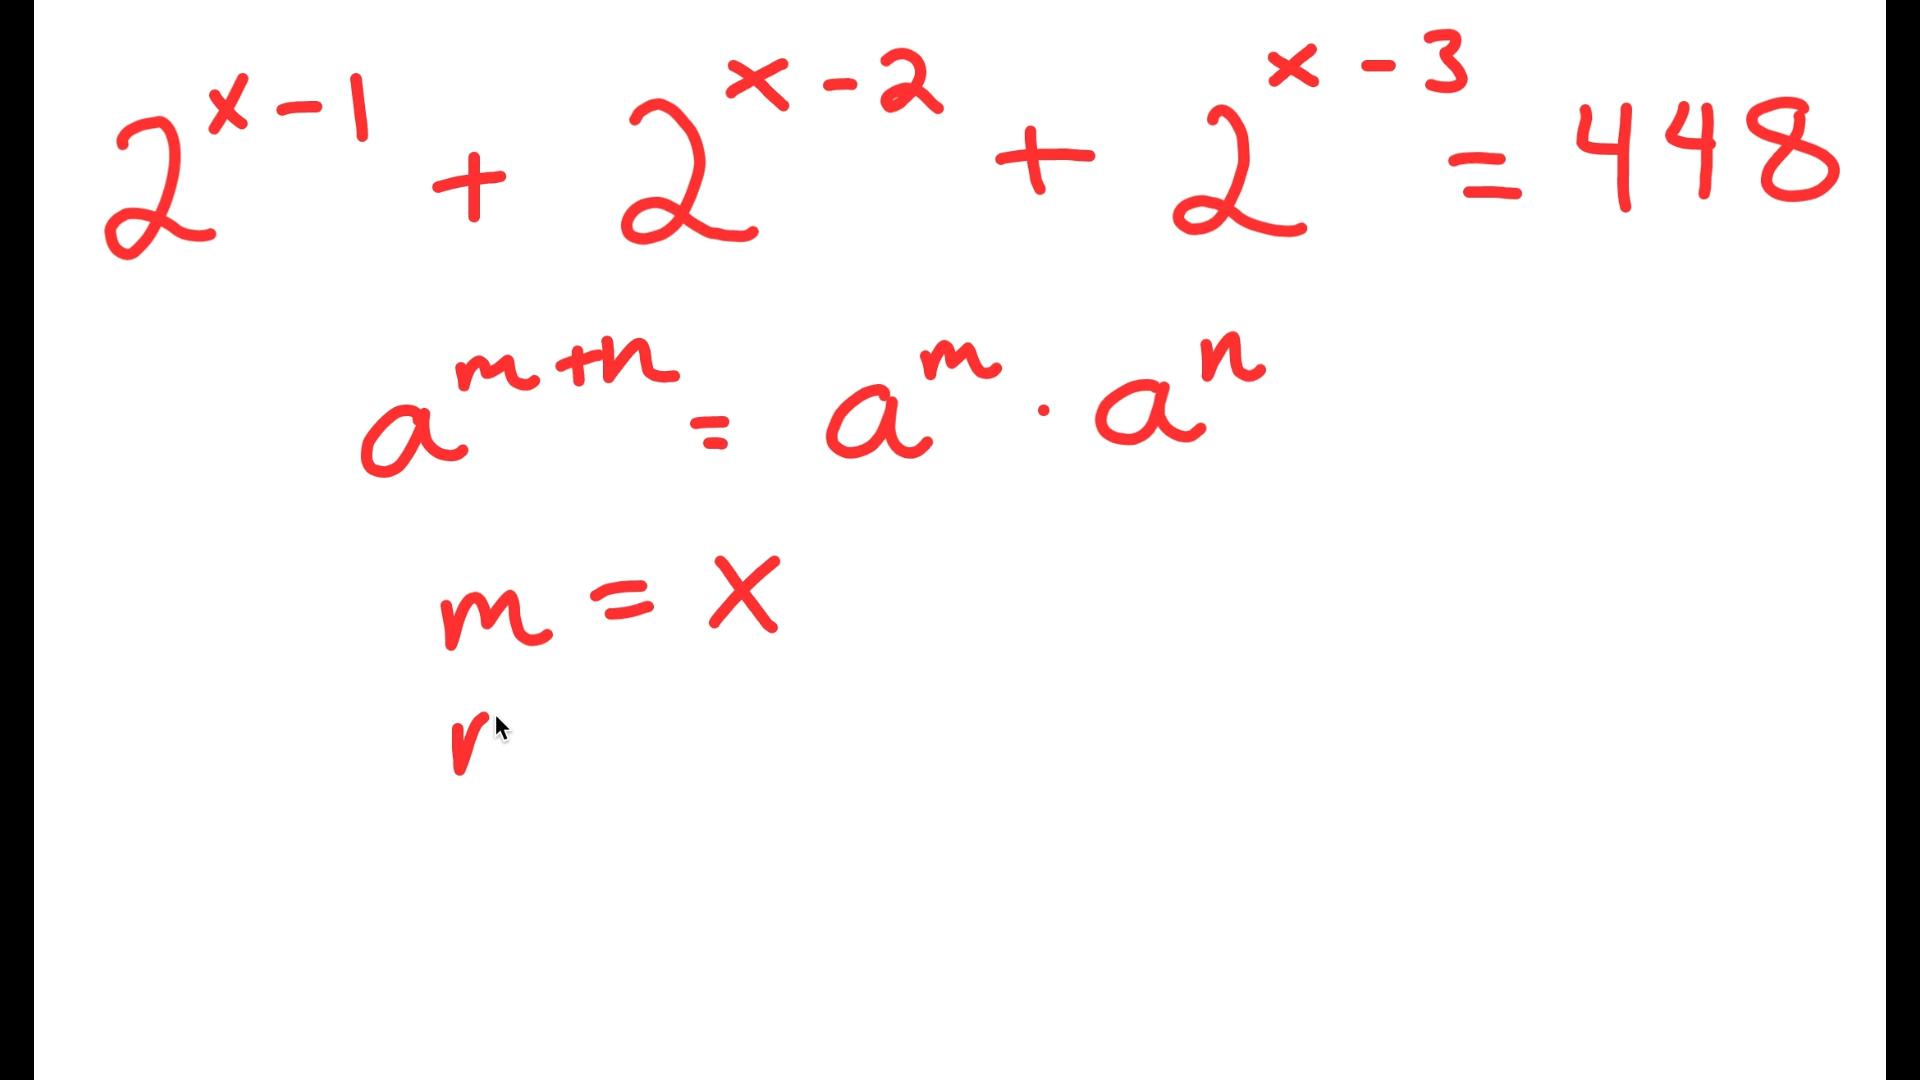 2^{x-1} + 2^{x-2} + 2^{x-3} = 448
a^{m+n} = a^m · a^n
m = x